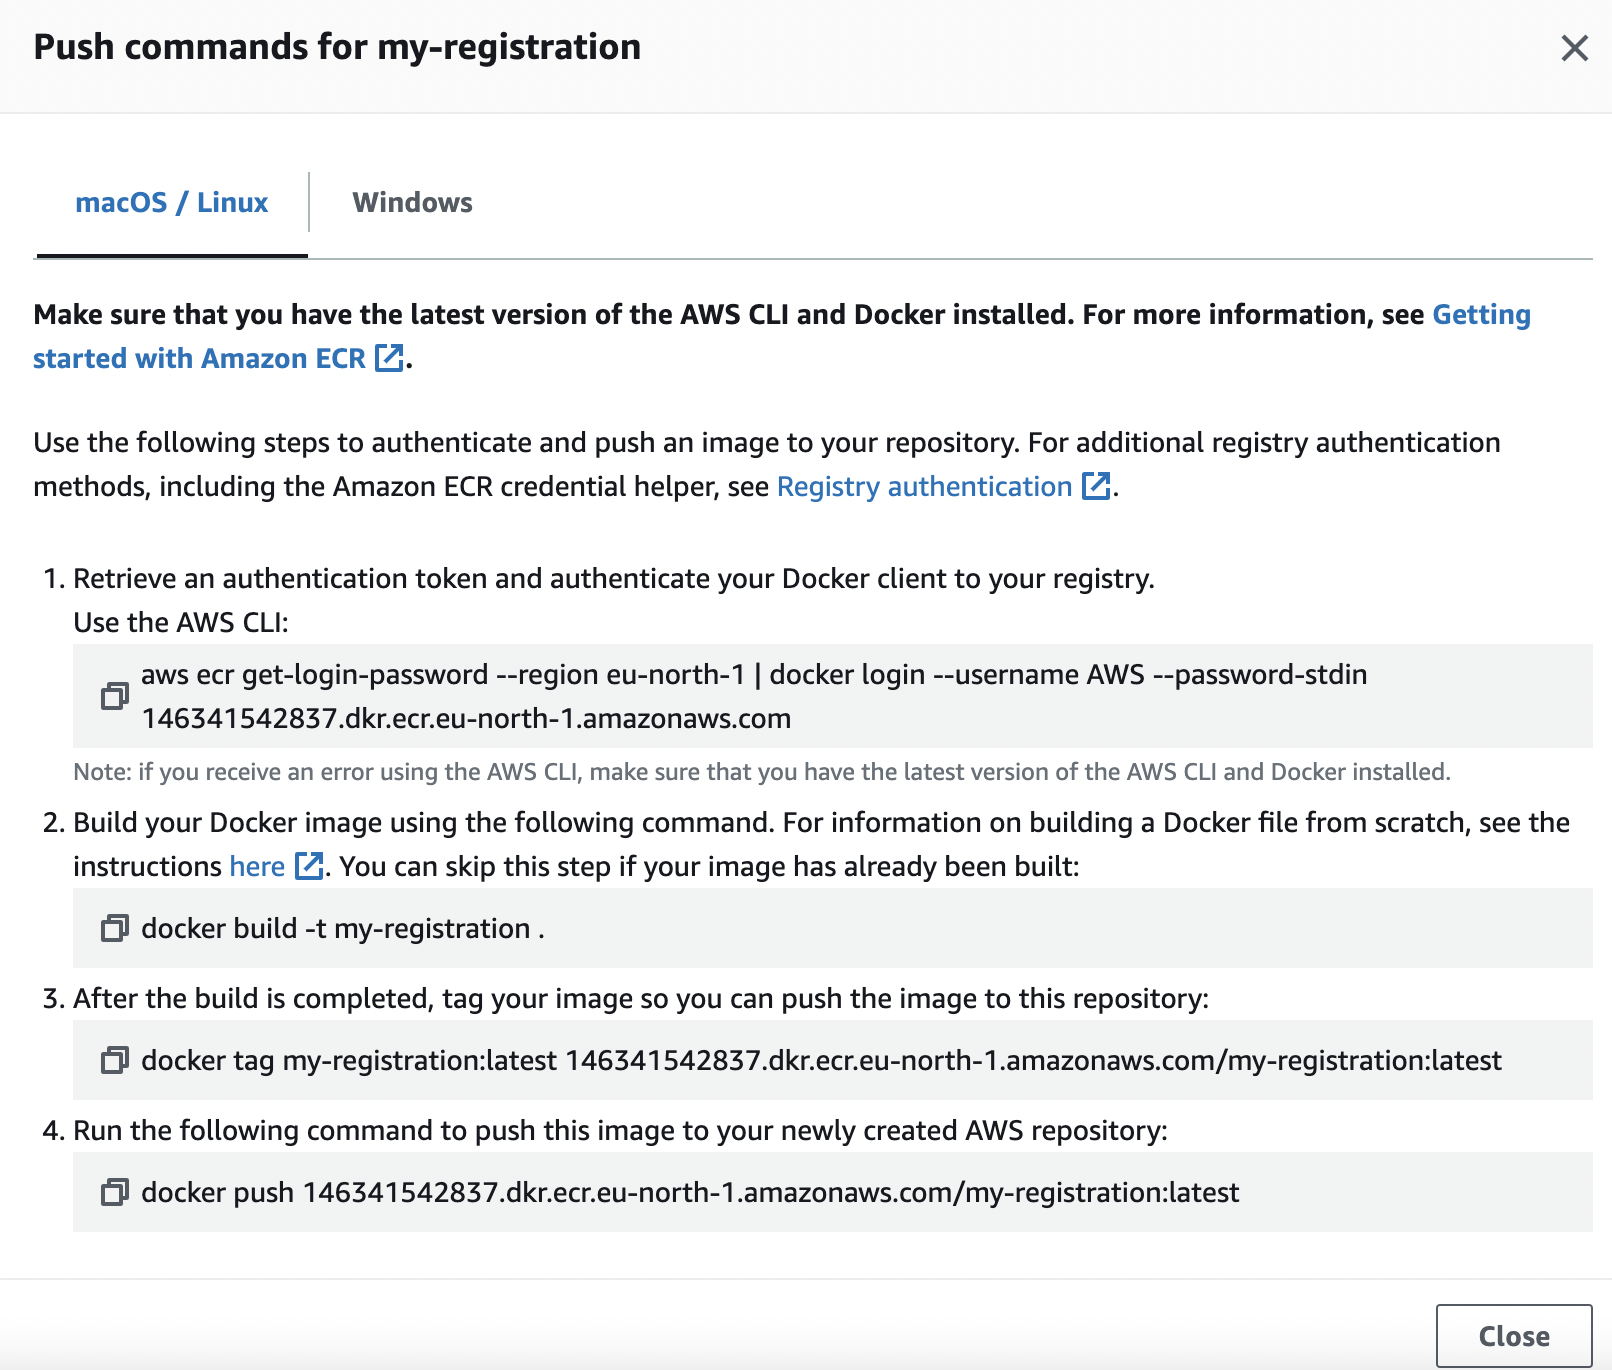 Push commands for my-registration
macOS / Linux
Windows
Make sure that you have the latest version of the AWS CLI and Docker installed. For more information, see Getting
started with Amazon ECR .
Use the following steps to authenticate and push an image to your repository. For additional registry authentication
methods, including the Amazon ECR credential helper, see Registry authentication .
1. Retrieve an authentication token and authenticate your Docker client to your registry.
Use the AWS CLI:
aws ecr get-login-password --region eu-north-1 | docker login --username AWS --password-stdin
146341542837.dkr.ecr.eu-north-1.amazonaws.com
Note: if you receive an error using the AWS CLI, make sure that you have the latest version of the AWS CLI and Docker installed.
2. Build your Docker image using the following command. For information on building a Docker file from scratch, see the
instructions here . You can skip this step if your image has already been built:
docker build -t my-registration .
3. After the build is completed, tag your image so you can push the image to this repository:
docker tag my-registration:latest 146341542837.dkr.ecr.eu-north-1.amazonaws.com/my-registration:latest
4. Run the following command to push this image to your newly created AWS repository:
docker push 146341542837.dkr.ecr.eu-north-1.amazonaws.com/my-registration:latest
Close